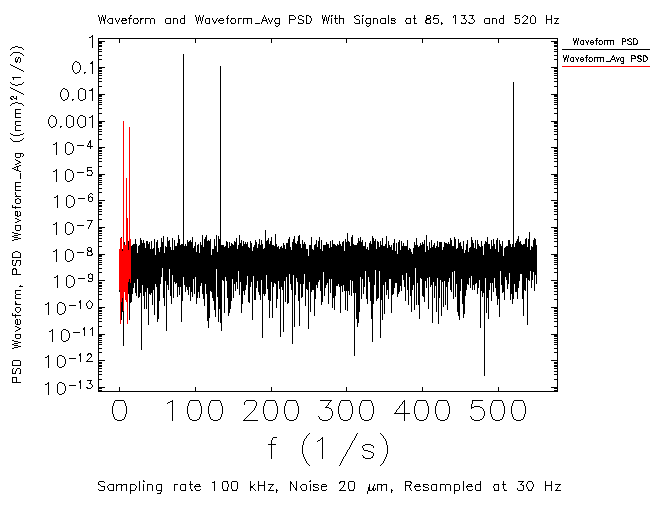 Waveform and Waveform_Avg PSD With Signals at 85, 133 and 520 Hz
Waveform PSD
Waveform_Avg PSD
PSD Waveform, PSD Waveform_Avg ((mm)²/(1/s))
1
0.1
0.01
0.001
10⁻⁴
10⁻⁵
10⁻⁶
10⁻⁷
10⁻⁸
10⁻⁹
10⁻¹⁰
10⁻¹¹
10⁻¹²
10⁻¹³
0 100 200 300 400 500
f (1/s)
Sampling rate 100 kHz, Noise 20 μm, Resampled at 30 Hz